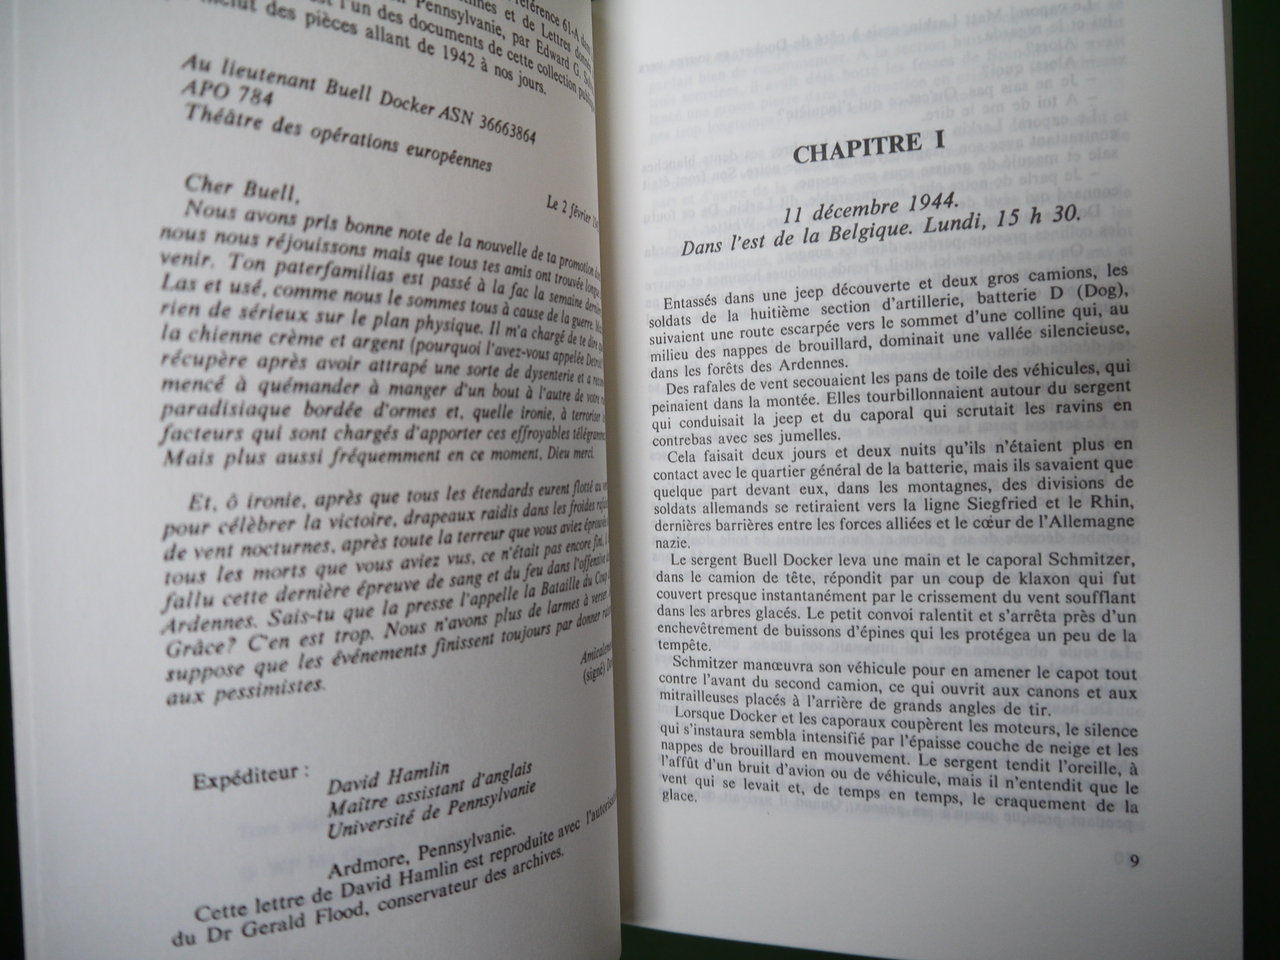 référence 61-A dans
et de Lettres
Pennsylvanie, par Edward G.
l'un des documents de cette collection
inclut des pièces allant de 1942 à nos jours.
Au lieutenant Buell Docker ASN 36663864
APO 784
Théâtre des opérations européennes
Le 2 février
Cher Buell,
Nous avons pris bonne note de la nouvelle de ta promotion
nous nous réjouissons mais que tous tes amis ont trouvée
venir. Ton paterfamilias est passé à la fac la semaine
Las et usé, comme nous le sommes tous à cause de la guerre.
rien de sérieux sur le plan physique. Il m'a chargé de te dire
la chienne crème et argent (pourquoi l'avez-vous appelée
récupère après avoir attrapé une sorte de dysenterie et a
mencé à quémander à manger d'un bout à l'autre de votre
paradisiaque bordée d'ormes et, quelle ironie, à terroriser
facteurs qui sont chargés d'apporter ces effroyables
Mais plus aussi fréquemment en ce moment, Dieu merci.
Et, ô ironie, après que tous les étendards eurent flotté au
pour célébrer la victoire, drapeaux raidis dans les froides
de vent nocturnes, après toute la terreur que vous aviez
tous les morts que vous aviez vus, ce n'était pas encore fini.
fallu cette dernière épreuve de sang et du feu dans l'offensive
Ardennes. Sais-tu que la presse l'appelle la Bataille du
Grâce? C'en est trop. Nous n'avons plus de larmes à verser.
suppose que les événements finissent toujours par donner
aux pessimistes.
(signé)
Expéditeur :
David Hamlin
Maître assistant d'anglais
Université de Pennsylvanie
Ardmore, Pennsylvanie.
Cette lettre de David Hamlin est reproduite avec
du Dr Gerald Flood, conservateur des archives.
CHAPITRE I
11 décembre 1944.
Dans l'est de la Belgique. Lundi, 15 h 30.
Entassés dans une jeep découverte et deux gros camions, les
soldats de la huitième section d'artillerie, batterie D (Dog),
suivaient une route escarpée vers le sommet d'une colline qui, au
milieu des nappes de brouillard, dominait une vallée silencieuse,
dans les forêts des Ardennes.
Des rafales de vent secouaient les pans de toile des véhicules, qui
peinaient dans la montée. Elles tourbillonnaient autour du sergent
qui conduisait la jeep et du caporal qui scrutait les ravins en
contrebas avec ses jumelles.
Cela faisait deux jours et deux nuits qu'ils n'étaient plus en
contact avec le quartier général de la batterie, mais ils savaient que
quelque part devant eux, dans les montagnes, des divisions de
soldats allemands se retiraient vers la ligne Siegfried et le Rhin,
dernières barrières entre les forces alliées et le cœur de l'Allemagne
nazie.
Le sergent Buell Docker leva une main et le caporal Schmitzer,
dans le camion de tête, répondit par un coup de klaxon qui fut
couvert presque instantanément par le crissement du vent soufflant
dans les arbres glacés. Le petit convoi ralentit et s'arrêta près d'un
enchevêtrement de buissons d'épines qui les protégea un peu de la
tempête.
Schmitzer manœuvra son véhicule pour en amener le capot tout
contre l'avant du second camion, ce qui ouvrit aux canons et aux
mitrailleuses placés à l'arrière de grands angles de tir.
Lorsque Docker et les caporaux coupèrent les moteurs, le silence
qui s'instaura sembla intensifié par l'épaisse couche de neige et les
nappes de brouillard en mouvement. Le sergent tendit l'oreille, à
l'affût d'un bruit d'avion ou de véhicule, mais il n'entendit que le
vent qui se levait et, de temps en temps, le craquement de la
glace.
9